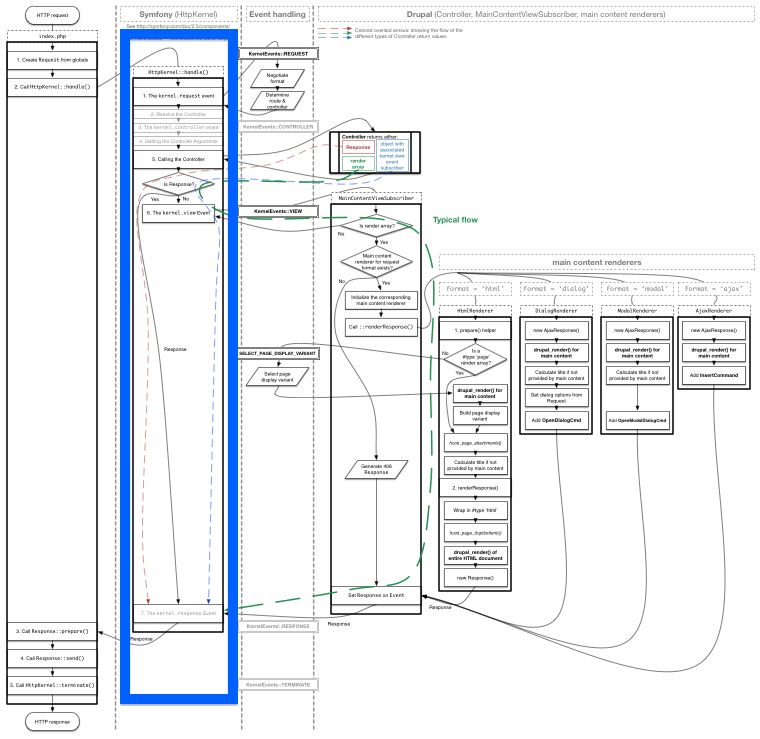 HTTP request
Symfony (HttpKernel)
See http://symfony.com/doc/2.5/components/
Event handling
Drupal (Controller, MainContentViewSubscriber, main content renderers)
Colored overlaid arrows: showing the flow of the
different types of Controller return values.
index.php
1. Create Request from globals
2. Call HttpKernel::handle()
HttpKernel::handle()
1. The kernel.request event
2. Resolve the Controller
3. The kernel.controller event
4. Getting the Controller Arguments
5. Calling the Controller
Is Response?
Yes
No
6. The kernel.view Event
Response
7. The kernel.response Event
KernelEvents::REQUEST
Negotiate
format
Determine
route &
controller
KernelEvents::CONTROLLER
Controller returns either:
Response
render
array
object with
associated
kernel.view
event
subscriber
KernelEvents::VIEW
MainContentViewSubscriber
Is render array?
No
Yes
Main content
renderer for request
format exists?
No
Yes
Initialize the corresponding
main content renderer
Call ::renderResponse()
Typical flow
SELECT_PAGE_DISPLAY_VARIANT
Select page
display variant
Generate 406
Response
Set Response on Event
main content renderers
format = 'html'
format = 'dialog'
format = 'modal'
format = 'ajax'
HtmlRenderer
1. prepare() helper
Is a
#type 'page'
render array?
No
Yes
drupal_render() for
main content
Build page display
variant
hook_page_attachments()
Calculate title if not
provided by main content
2. renderResponse()
Wrap in #type 'html'
hook_page_{top|bottom}()
drupal_render() of
entire HTML document
new Response()
DialogRenderer
new AjaxResponse()
drupal_render() for
main content
Calculate title if not
provided by main content
Get dialog options from
Request
Add OpenDialogCmd
ModalRenderer
new AjaxResponse()
drupal_render() for
main content
Calculate title if not
provided by main content
Add OpenModalDialogCmd
AjaxRenderer
new AjaxResponse()
drupal_render() for
main content
Add InsertCommand
Response
Response
KernelEvents::RESPONSE
Response
3. Call Response::prepare()
4. Call Response::send()
5. Call HttpKernel::terminate()
KernelEvents::TERMINATE
HTTP response